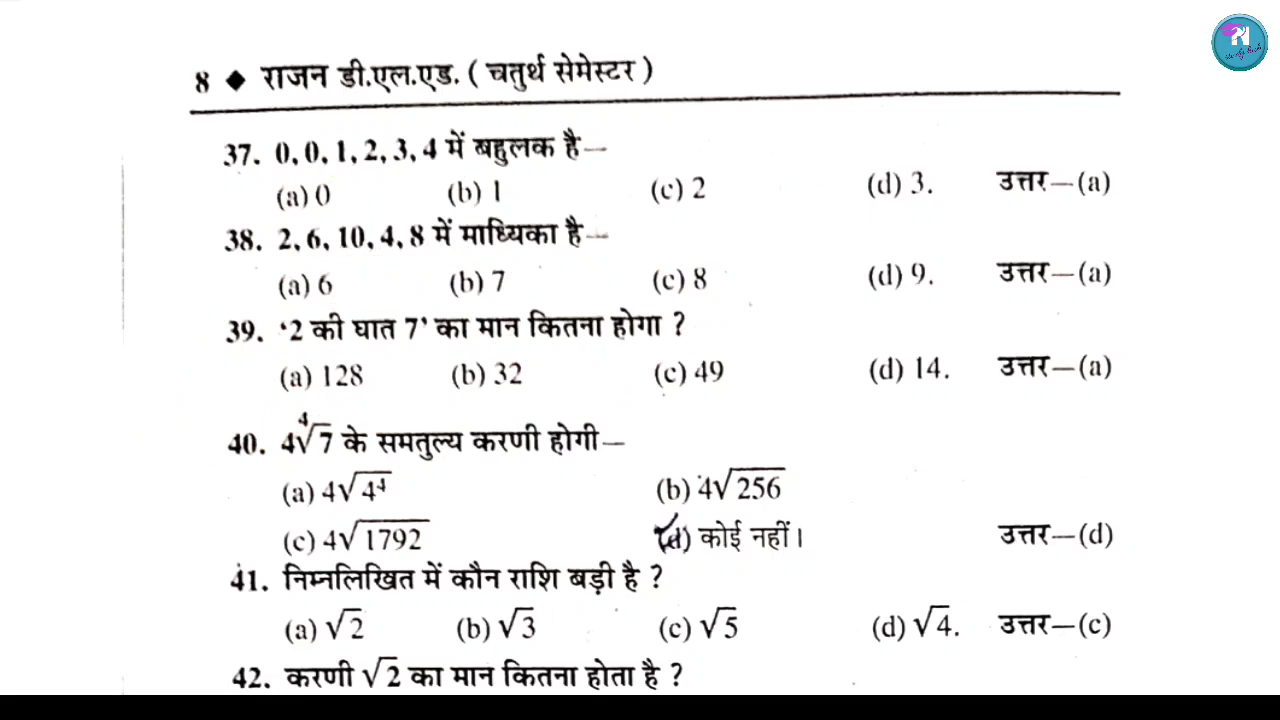 8 ◆ राजन डी.एल.एड. ( चतुर्थ सेमेस्टर )
37. 0, 0, 1, 2, 3, 4 में बहुलक है—
(a) 0 (b) 1 (c) 2 (d) 3. उत्तर—(a)
38. 2, 6, 10, 4, 8 में माध्यिका है—
(a) 6 (b) 7 (c) 8 (d) 9. उत्तर—(a)
39. ‘2 की घात 7’ का मान कितना होगा ?
(a) 128 (b) 32 (c) 49 (d) 14. उत्तर—(a)
40. 4∜7 के समतुल्य करणी होगी—
(a) 4√4⁴ (b) 4√256
(c) 4√1792 (d) कोई नहीं। उत्तर—(d)
41. निम्नलिखित में कौन राशि बड़ी है ?
(a) √2 (b) √3 (c) √5 (d) √4. उत्तर—(c)
42. करणी √2 का मान कितना होता है ?